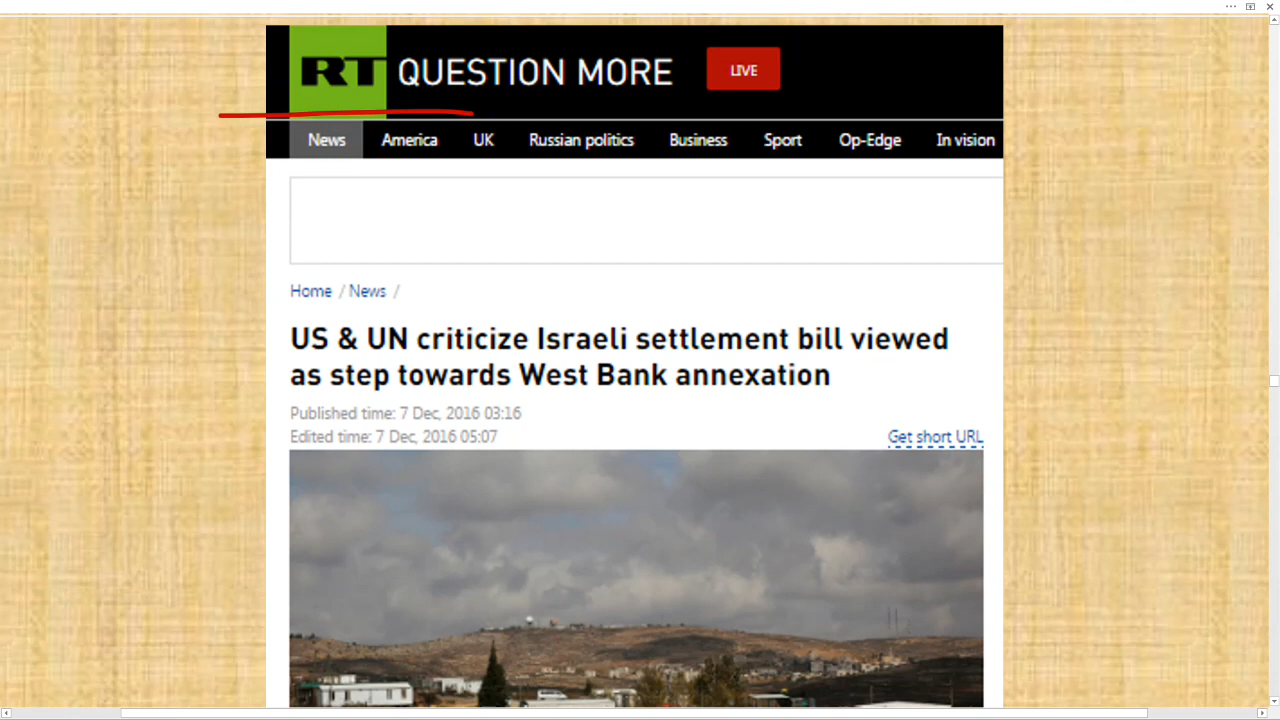 RT QUESTION MORE LIVE
News America UK Russian politics Business Sport Op-Edge In vision
Home / News /
US & UN criticize Israeli settlement bill viewed
as step towards West Bank annexation
Published time: 7 Dec, 2016 03:16
Edited time: 7 Dec, 2016 05:07 Get short URL